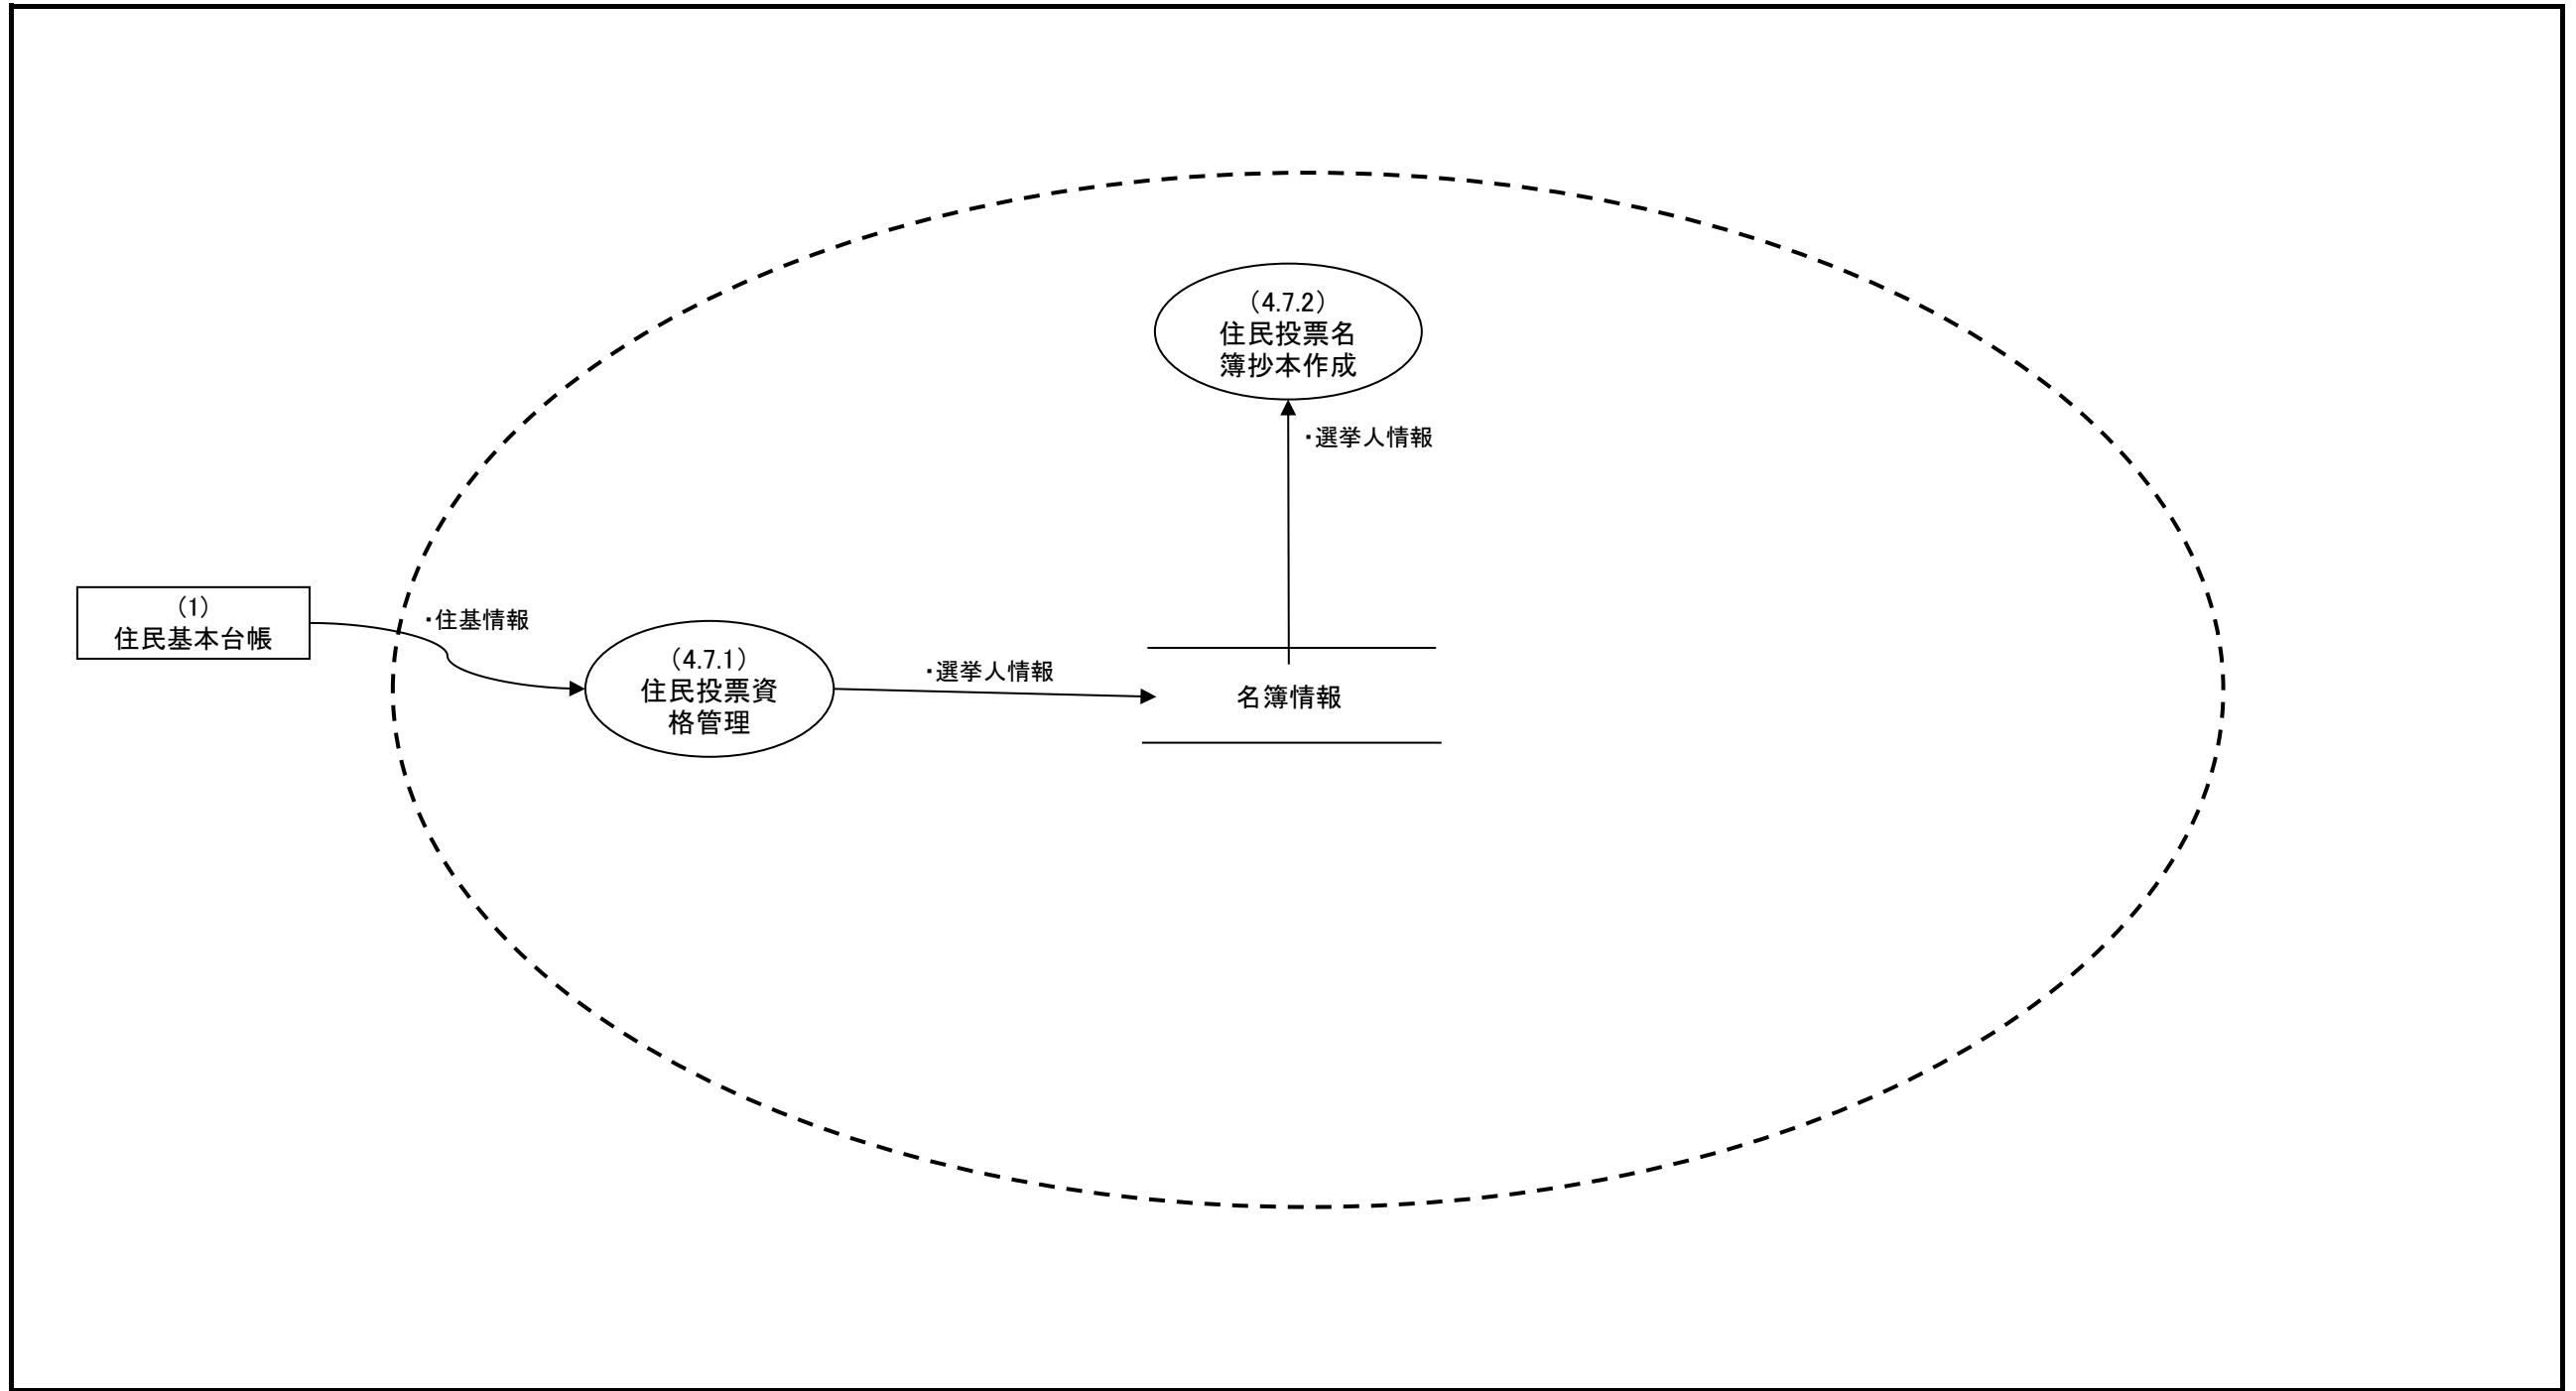 （4.7.2）
住民投票名
簿抄本作成
・選挙人情報
（1）
住民基本台帳
・住基情報
（4.7.1）
住民投票資
格管理
・選挙人情報
名簿情報